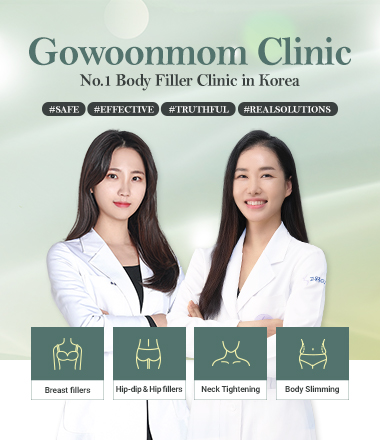 Gowoonmom Clinic
No.1 Body Filler Clinic in Korea
#SAFE #EFFECTIVE #TRUTHFUL #REALSOLUTIONS
Breast fillers Hip-dip & Hip fillers Neck Tightening Body Slimming